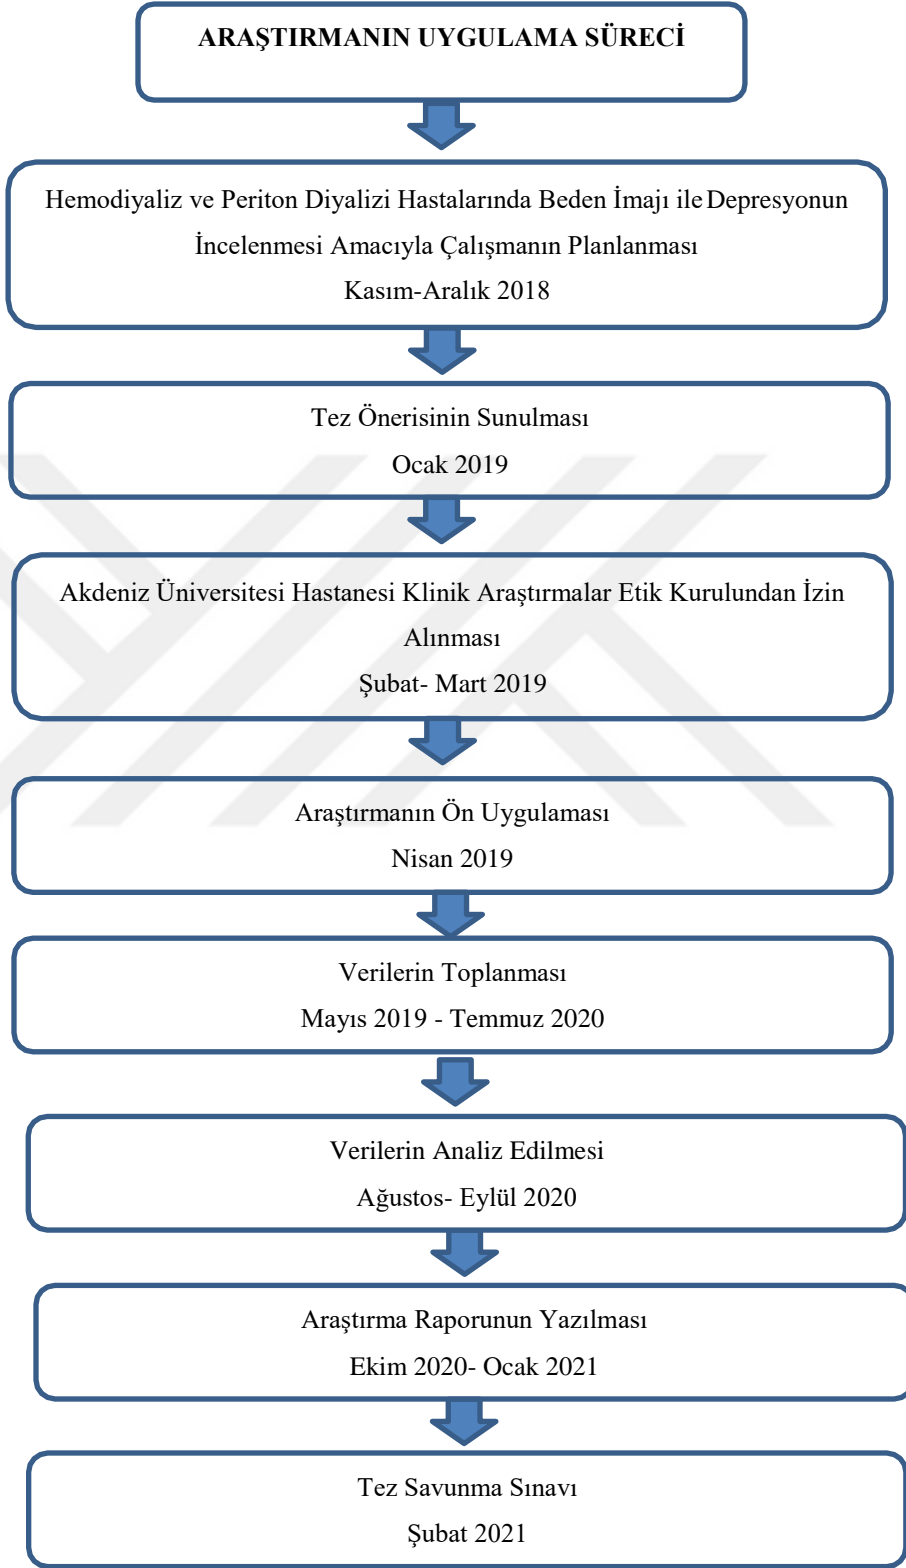 ARAŞTIRMANIN UYGULAMA SÜRECİ
Hemodiyaliz ve Periton Diyalizi Hastalarında Beden İmajı ile Depresyonun
İncelenmesi Amacıyla Çalışmanın Planlanması
Kasım-Aralık 2018
Tez Önerisinin Sunulması
Ocak 2019
Akdeniz Üniversitesi Hastanesi Klinik Araştırmalar Etik Kurulundan İzin
Alınması
Şubat- Mart 2019
Araştırmanın Ön Uygulaması
Nisan 2019
Verilerin Toplanması
Mayıs 2019 - Temmuz 2020
Verilerin Analiz Edilmesi
Ağustos- Eylül 2020
Araştırma Raporunun Yazılması
Ekim 2020- Ocak 2021
Tez Savunma Sınavı
Şubat 2021